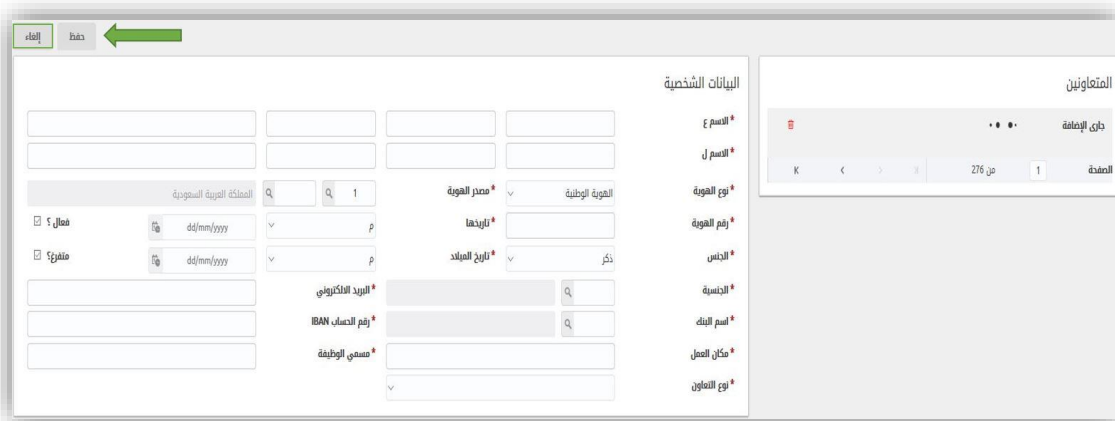 حفظ إلغاء
المتعاونين
جارى الإضافة
الصفحة 1 من 276
البيانات الشخصية
* الاسم ع
* الاسم ل
* نوع الهوية الهوية الوطنية * مصدر الهوية 1 المملكة العربية السعودية
* رقم الهوية * تاريخها م dd/mm/yyyy فعال ؟
* الجنس ذكر * تاريخ الميلاد م dd/mm/yyyy متفرغ؟
* الجنسية * البريد الالكتروني
* اسم البنك * رقم الحساب IBAN
* مكان العمل * مسمي الوظيفة
* نوع التعاون